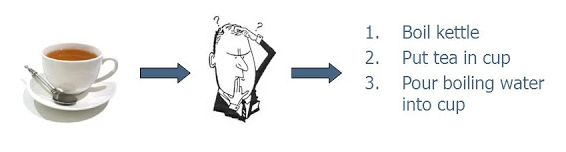 ? ?
1. Boil kettle
2. Put tea in cup
3. Pour boiling water
into cup